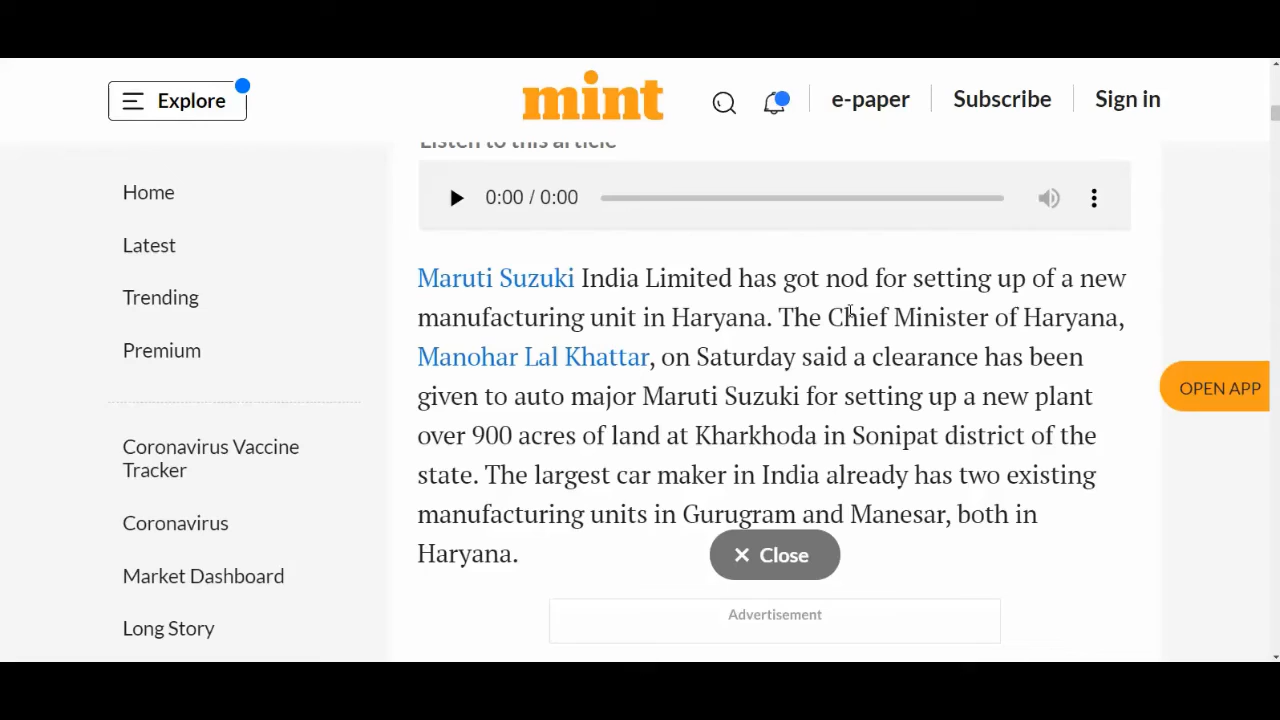 Explore
mint
e-paper
Subscribe
Sign in
Listen to this article
0:00 / 0:00
Home
Latest
Trending
Premium
Coronavirus Vaccine
Tracker
Coronavirus
Market Dashboard
Long Story
Maruti Suzuki India Limited has got nod for setting up of a new
manufacturing unit in Haryana. The Chief Minister of Haryana,
Manohar Lal Khattar, on Saturday said a clearance has been
given to auto major Maruti Suzuki for setting up a new plant
over 900 acres of land at Kharkhoda in Sonipat district of the
state. The largest car maker in India already has two existing
manufacturing units in Gurugram and Manesar, both in
Haryana.
Close
Advertisement
OPEN APP